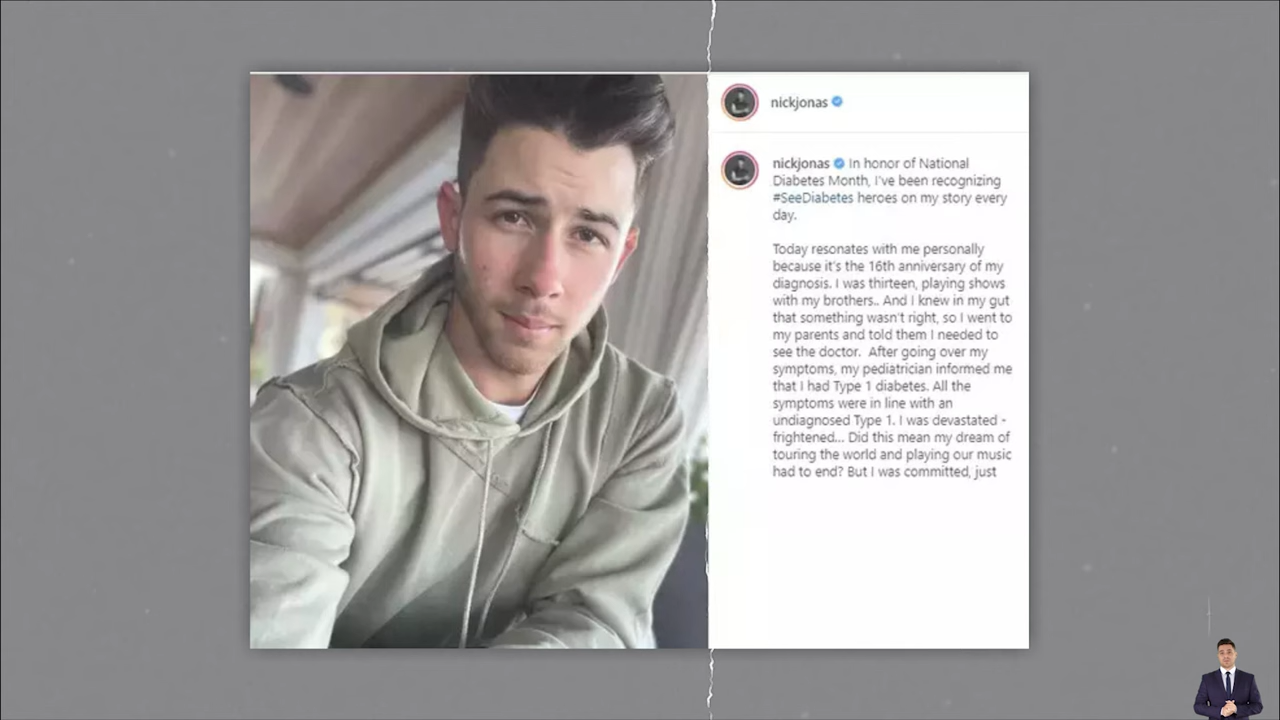 nickjonas
nickjonas In honor of National
Diabetes Month, I've been recognizing
#SeeDiabetes heroes on my story every
day.
Today resonates with me personally
because it's the 16th anniversary of my
diagnosis. I was thirteen, playing shows
with my brothers.. And I knew in my gut
that something wasn't right, so I went to
my parents and told them I needed to
see the doctor. After going over my
symptoms, my pediatrician informed me
that I had Type 1 diabetes. All the
symptoms were in line with an
undiagnosed Type 1. I was devastated -
frightened... Did this mean my dream of
touring the world and playing our music
had to end? But I was committed, just